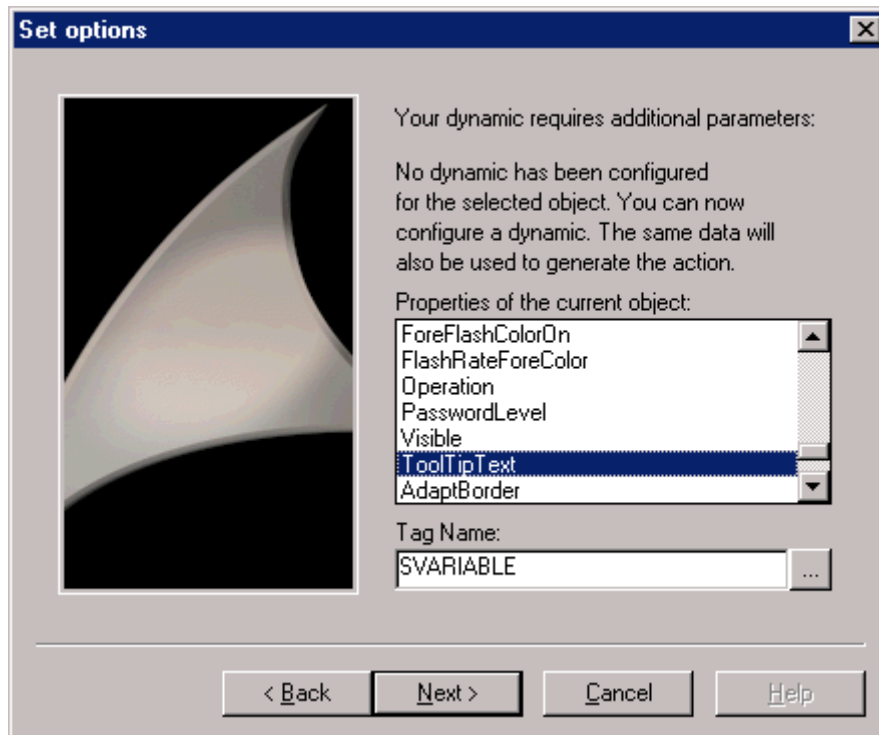 Set options
Your dynamic requires additional parameters:
No dynamic has been configured
for the selected object. You can now
configure a dynamic. The same data will
also be used to generate the action.
Properties of the current object:
ForeFlashColorOn
FlashRateForeColor
Operation
PasswordLevel
Visible
ToolTipText
AdaptBorder
Tag Name:
SVARIABLE
...
< Back
Next >
Cancel
Help